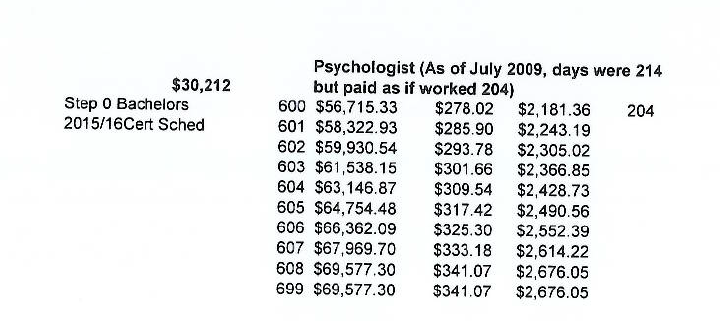 $30,212
Step 0 Bachelors
2015/16Cert Sched
Psychologist (As of July 2009, days were 214
but paid as if worked 204)
600 $56,715.33 $278.02 $2,181.36 204
601 $58,322.93 $285.90 $2,243.19
602 $59,930.54 $293.78 $2,305.02
603 $61,538.15 $301.66 $2,366.85
604 $63,146.87 $309.54 $2,428.73
605 $64,754.48 $317.42 $2,490.56
606 $66,362.09 $325.30 $2,552.39
607 $67,969.70 $333.18 $2,614.22
608 $69,577.30 $341.07 $2,676.05
699 $69,577.30 $341.07 $2,676.05